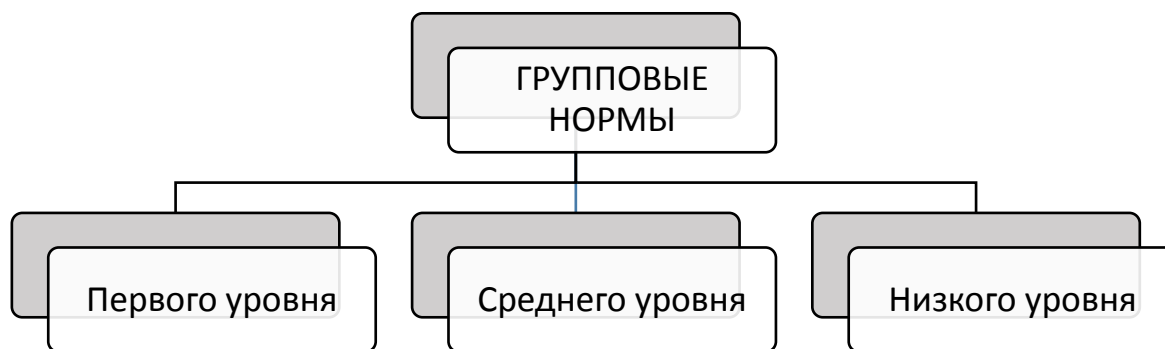 ГРУППОВЫЕ
НОРМЫ
Первого уровня
Среднего уровня
Низкого уровня